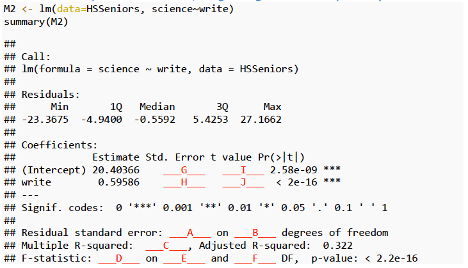 M2 <- lm(data=HSSeniors, science~write)
summary(M2)
##
## Call:
## lm(formula = science ~ write, data = HSSeniors)
##
## Residuals:
## Min 1Q Median 3Q Max
## -23.3675 -4.9400 -0.5592 5.4253 27.1662
##
## Coefficients:
## Estimate Std. Error t value Pr(>|t|)
## (Intercept) 20.40366 ___G___ ___I___ 2.58e-09 ***
## write 0.59586 ___H___ ___J___ < 2e-16 ***
## ---
## Signif. codes: 0 '***' 0.001 '**' 0.01 '*' 0.05 '.' 0.1 ' ' 1
##
## Residual standard error: ___A___ on ___B___ degrees of freedom
## Multiple R-squared: ___C___, Adjusted R-squared: 0.322
## F-statistic: ___D___ on ___E___ and ___F___ DF, p-value: < 2.2e-16